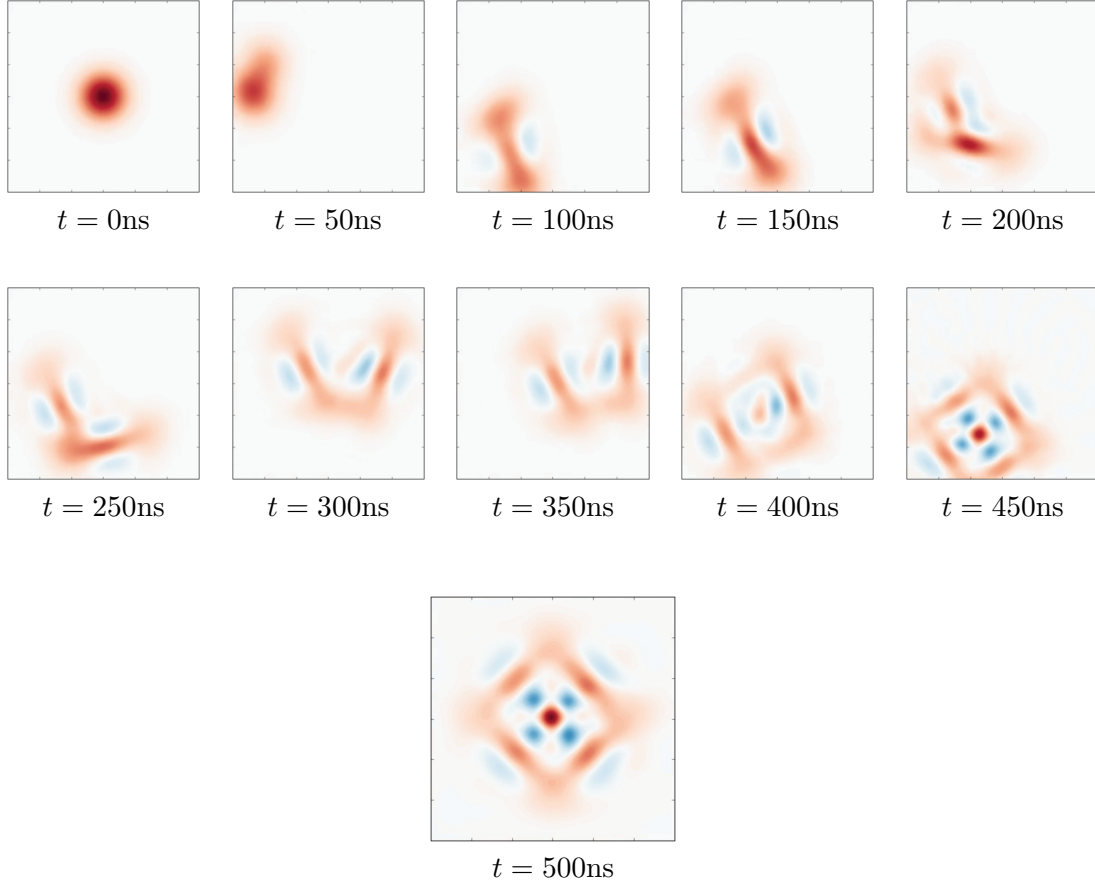 t = 0ns
t = 50ns
t = 100ns
t = 150ns
t = 200ns
t = 250ns
t = 300ns
t = 350ns
t = 400ns
t = 450ns
t = 500ns